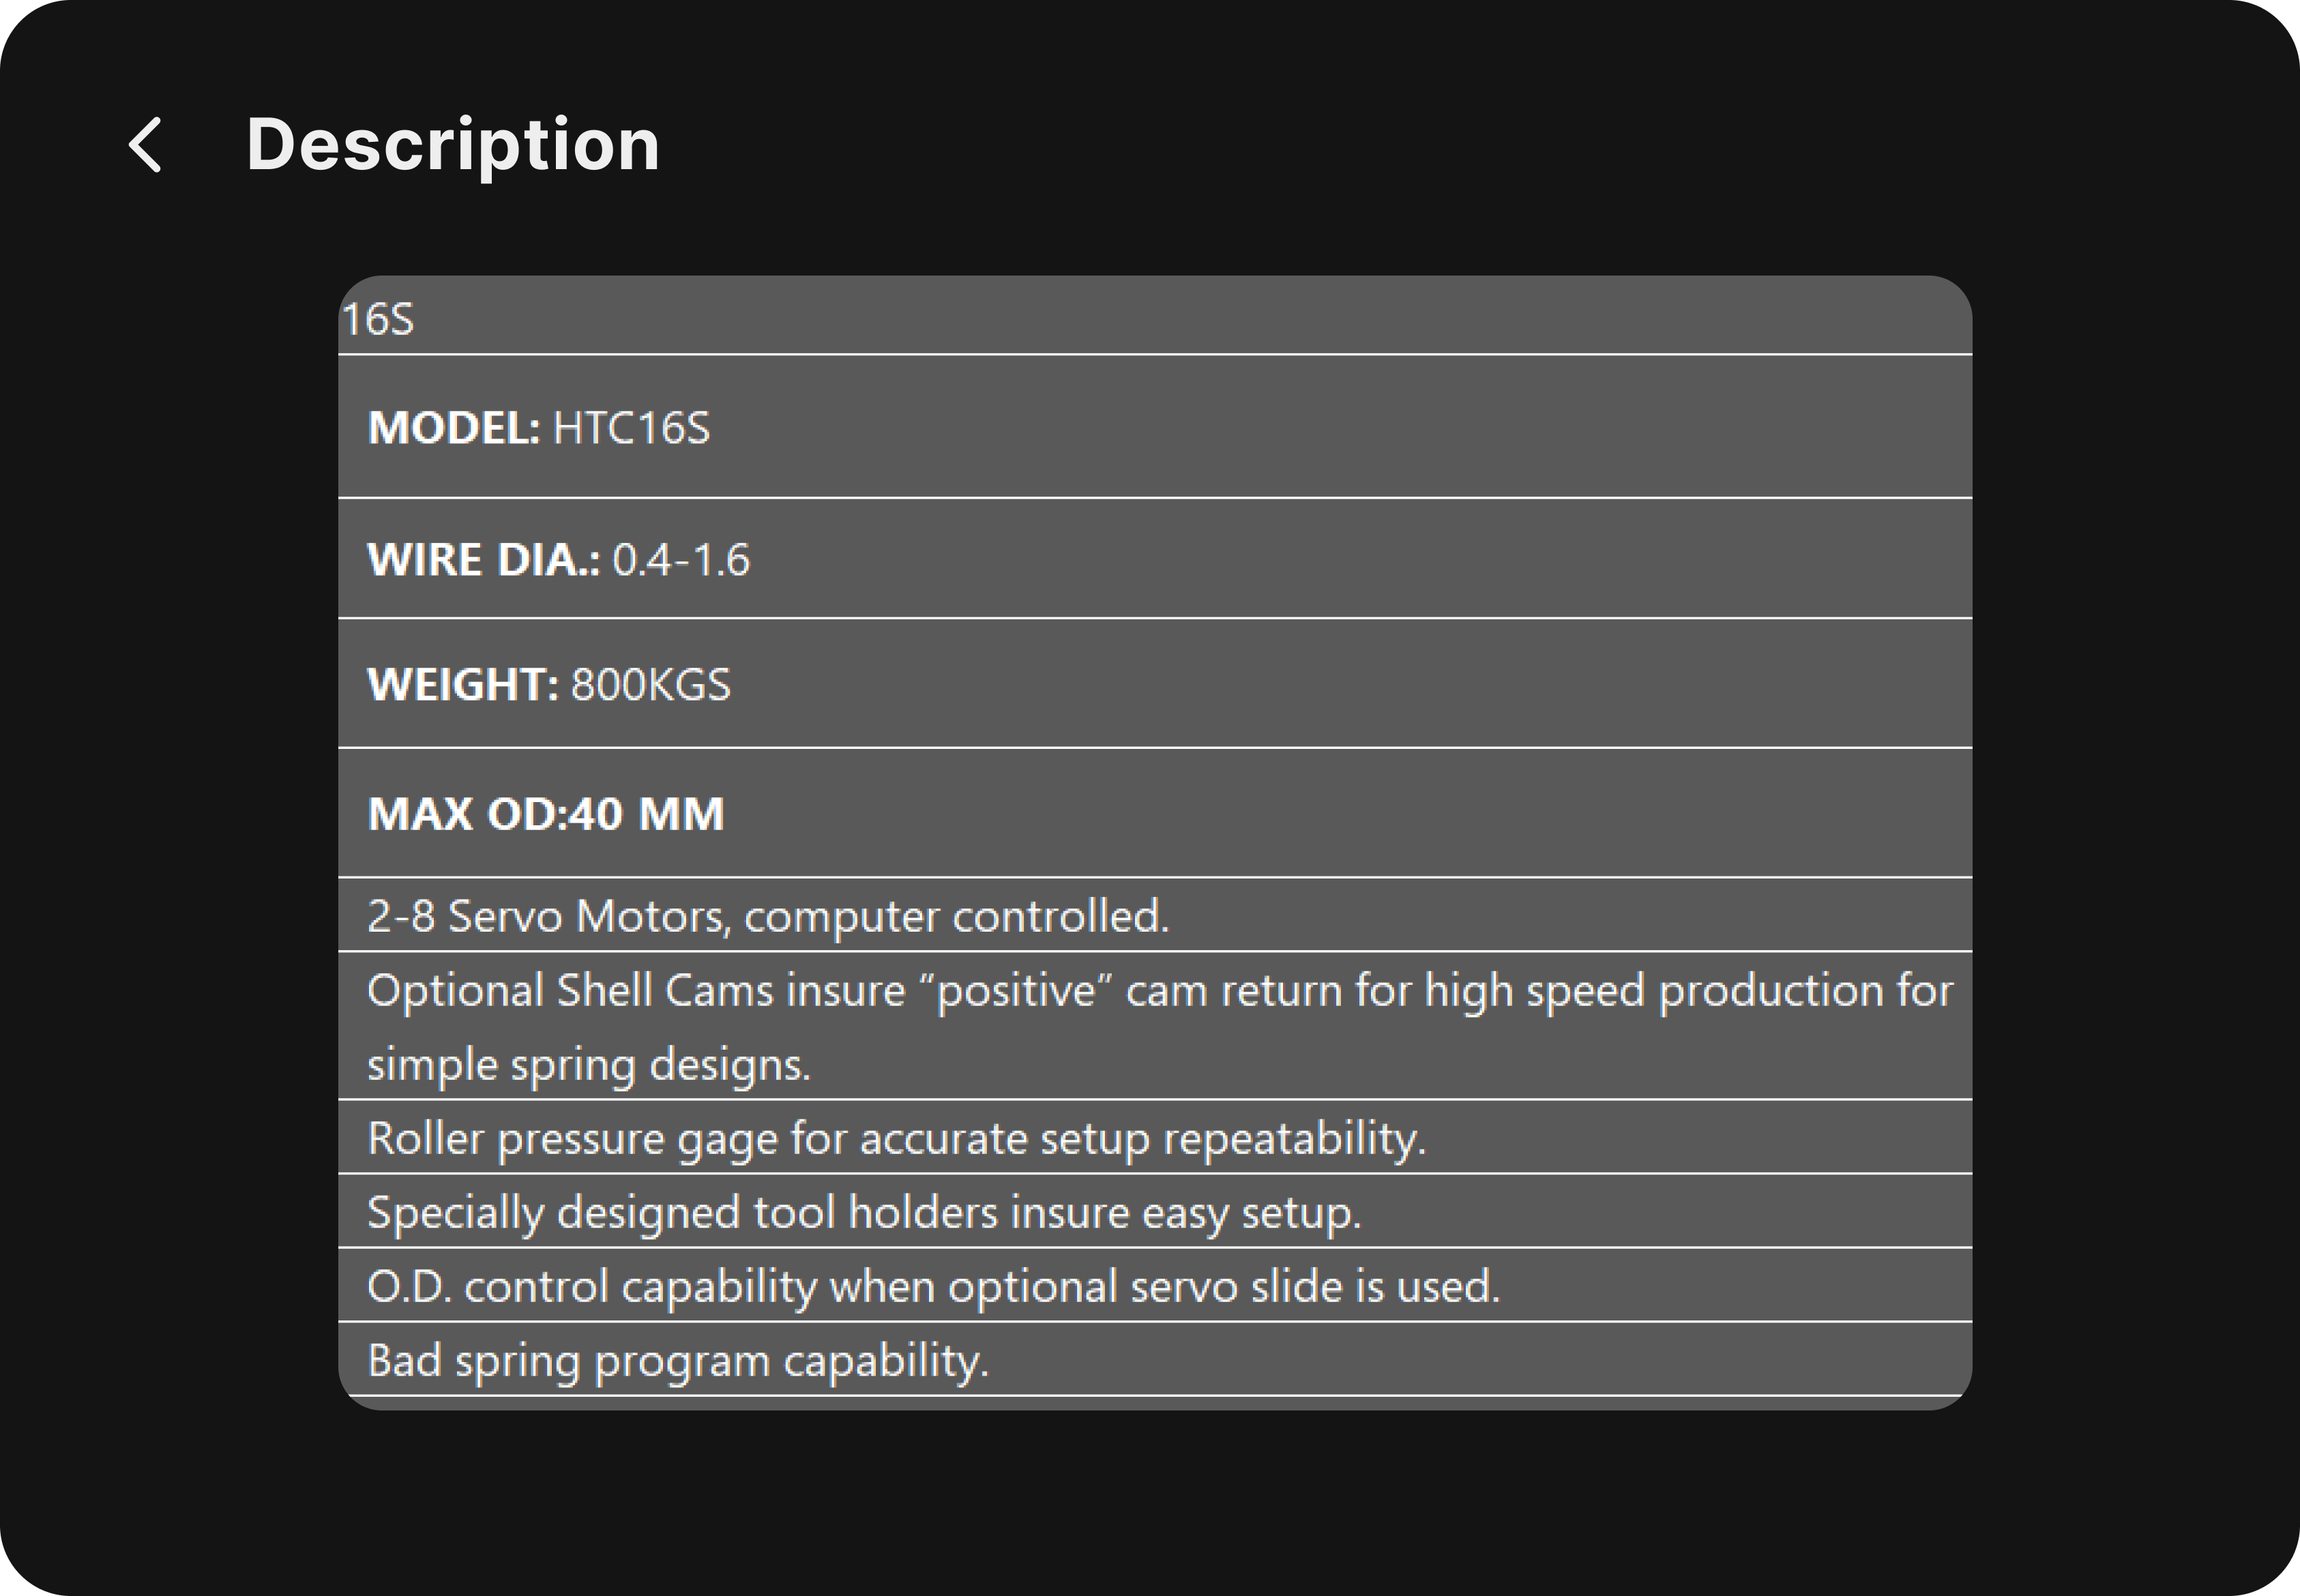 Description
16S
MODEL: HTC16S
WIRE DIA.: 0.4-1.6
WEIGHT: 800KGS
MAX OD:40 MM
2-8 Servo Motors, computer controlled.
Optional Shell Cams insure “positive” cam return for high speed production for
simple spring designs.
Roller pressure gage for accurate setup repeatability.
Specially designed tool holders insure easy setup.
O.D. control capability when optional servo slide is used.
Bad spring program capability.